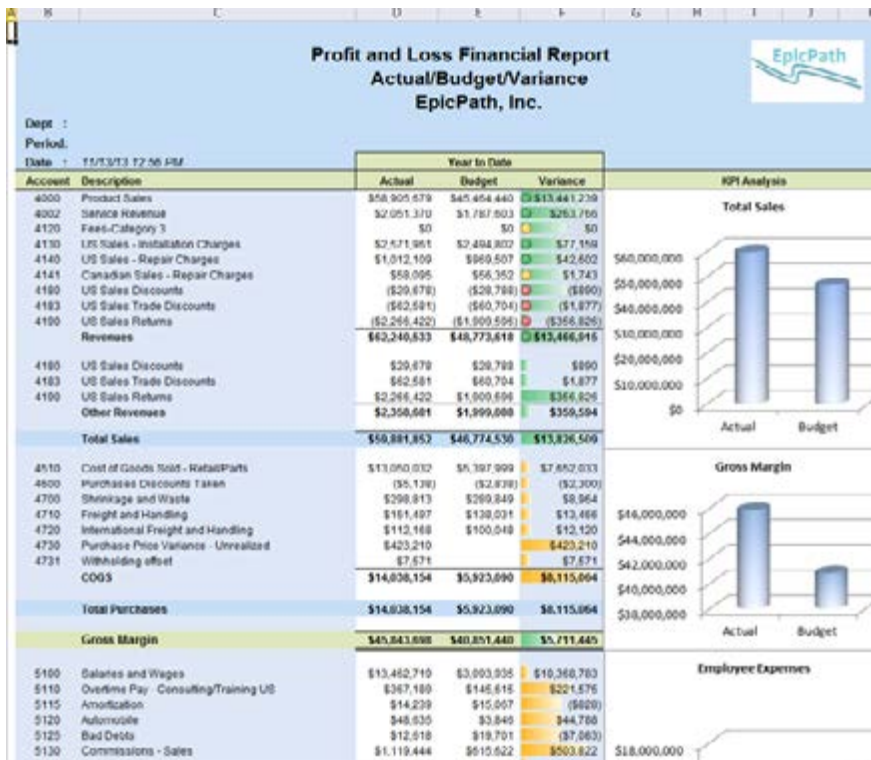 B C D E F G H I J
Profit and Loss Financial Report
Actual/Budget/Variance
EpicPath, Inc.
EpicPath
Dept :
Period.
Date : 11/13/13 12:56 PM
Year to Date
Account Description Actual Budget Variance KPI Analysis
4000 Product Sales $58,905,679 $45,464,440 $13,441,239
4002 Service Revenue $2,051,370 $1,787,603 $263,766
4120 Fees-Category 3 $0 $0 $0
4130 US Sales - Installation Charges $2,571,961 $2,494,802 $77,159
4140 US Sales - Repair Charges $1,012,109 $969,507 $42,602
4141 Canadian Sales - Repair Charges $58,095 $56,352 $1,743
4180 US Sales Discounts ($29,678) ($28,788) ($890)
4183 US Sales Trade Discounts ($62,581) ($60,704) ($1,877)
4190 US Sales Returns ($2,266,422) ($356,826)
Revenues $62,240,533 $48,773,618 $13,466,915
4180 US Sales Discounts $29,678 $28,788 $890
4183 US Sales Trade Discounts $62,581 $60,704 $1,877
4190 US Sales Returns $2,266,422 $356,826
Other Revenues $2,358,681 $1,999,088 $359,594
Total Sales $59,881,852 $46,774,530 $13,826,509
4510 Cost of Goods Sold - Retail/Parts $13,050,032 $5,397,999 $7,652,033
4600 Purchases Discounts Taken ($5,138) ($2,838) ($2,300)
4700 Shrinkage and Waste $298,813 $289,849 $8,964
4710 Freight and Handling $151,497 $138,031 $13,466
4720 International Freight and Handling $112,168 $100,048 $12,120
4730 Purchase Price Variance - Unrealized $423,210 $423,210
4731 Withholding offset $7,571 $7,571
COGS $14,038,154 $5,923,090 $8,115,064
Total Purchases $14,038,154 $5,923,090 $8,115,064
Gross Margin $45,843,698 $40,851,440 $5,711,445
5100 Salaries and Wages $13,462,719 $10,368,783
5110 Overtime Pay - Consulting/Training US $367,180 $221,575
5115 Amortization $14,239 $15,067 ($828)
5120 Automobile $48,635 $3,846 $44,788
5125 Bad Debts $12,618 $19,701 ($7,083)
5130 Commissions - Sales $1,119,444 $615,622 $503,822
Total Sales
$60,000,000
$50,000,000
$40,000,000
$30,000,000
$20,000,000
$10,000,000
$0
Actual Budget
Gross Margin
$46,000,000
$44,000,000
$42,000,000
$40,000,000
$38,000,000
Actual Budget
Employee Expenses
$18,000,000